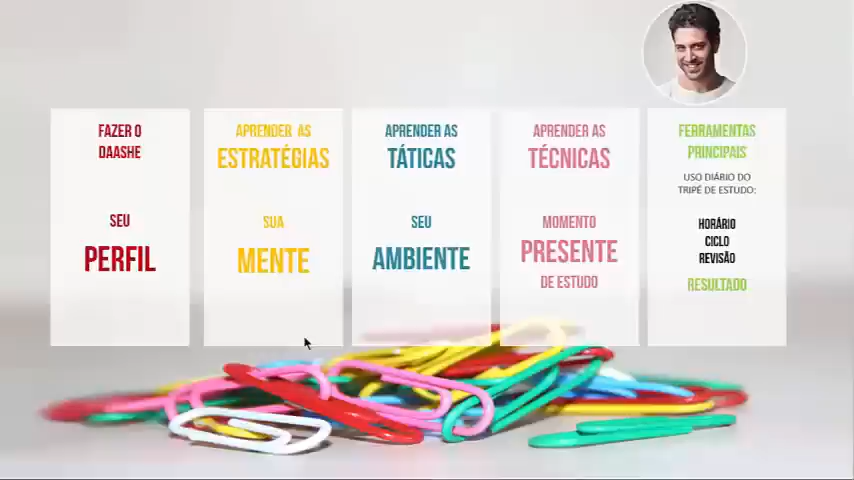 FAZER O
DAASHE
SEU
PERFIL
APRENDER AS
ESTRATÉGIAS
SUA
MENTE
APRENDER AS
TÁTICAS
SEU
AMBIENTE
APRENDER AS
TÉCNICAS
MOMENTO
PRESENTE
DE ESTUDO
FERRAMENTAS
PRINCIPAIS
USO DIÁRIO DO
TRIPÉ DE ESTUDO:
HORÁRIO
CICLO
REVISÃO
RESULTADO